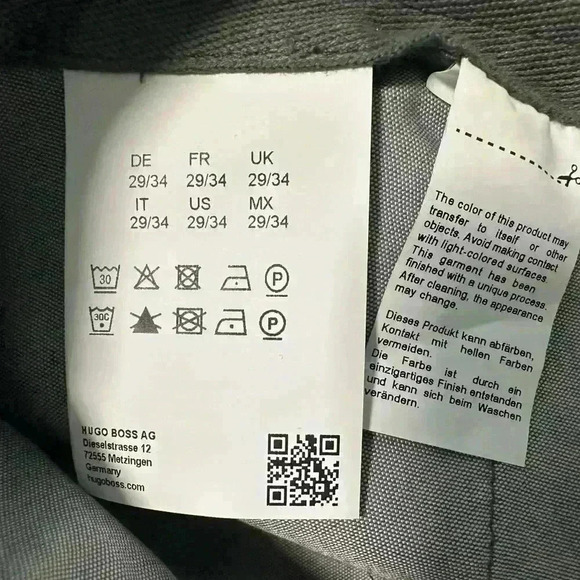 DE FR UK
29/34 29/34 29/34
IT US MX
29/34 29/34 29/34
30 P
30C P
HUGO BOSS AG
Dieselstrasse 12
72555 Metzingen
Germany
hugoboss.com
The color of this product may
transfer to itself or other
objects. Avoid making contact
with light-colored surfaces.
This garment has been
finished with a unique process.
After cleaning, the appearance
may change.
Dieses Produkt kann abfärben,
Kontakt mit hellen Farben
vermeiden.
Die Farbe ist durch ein
einzigartiges Finish entstanden
und kann sich beim Waschen
verändern.